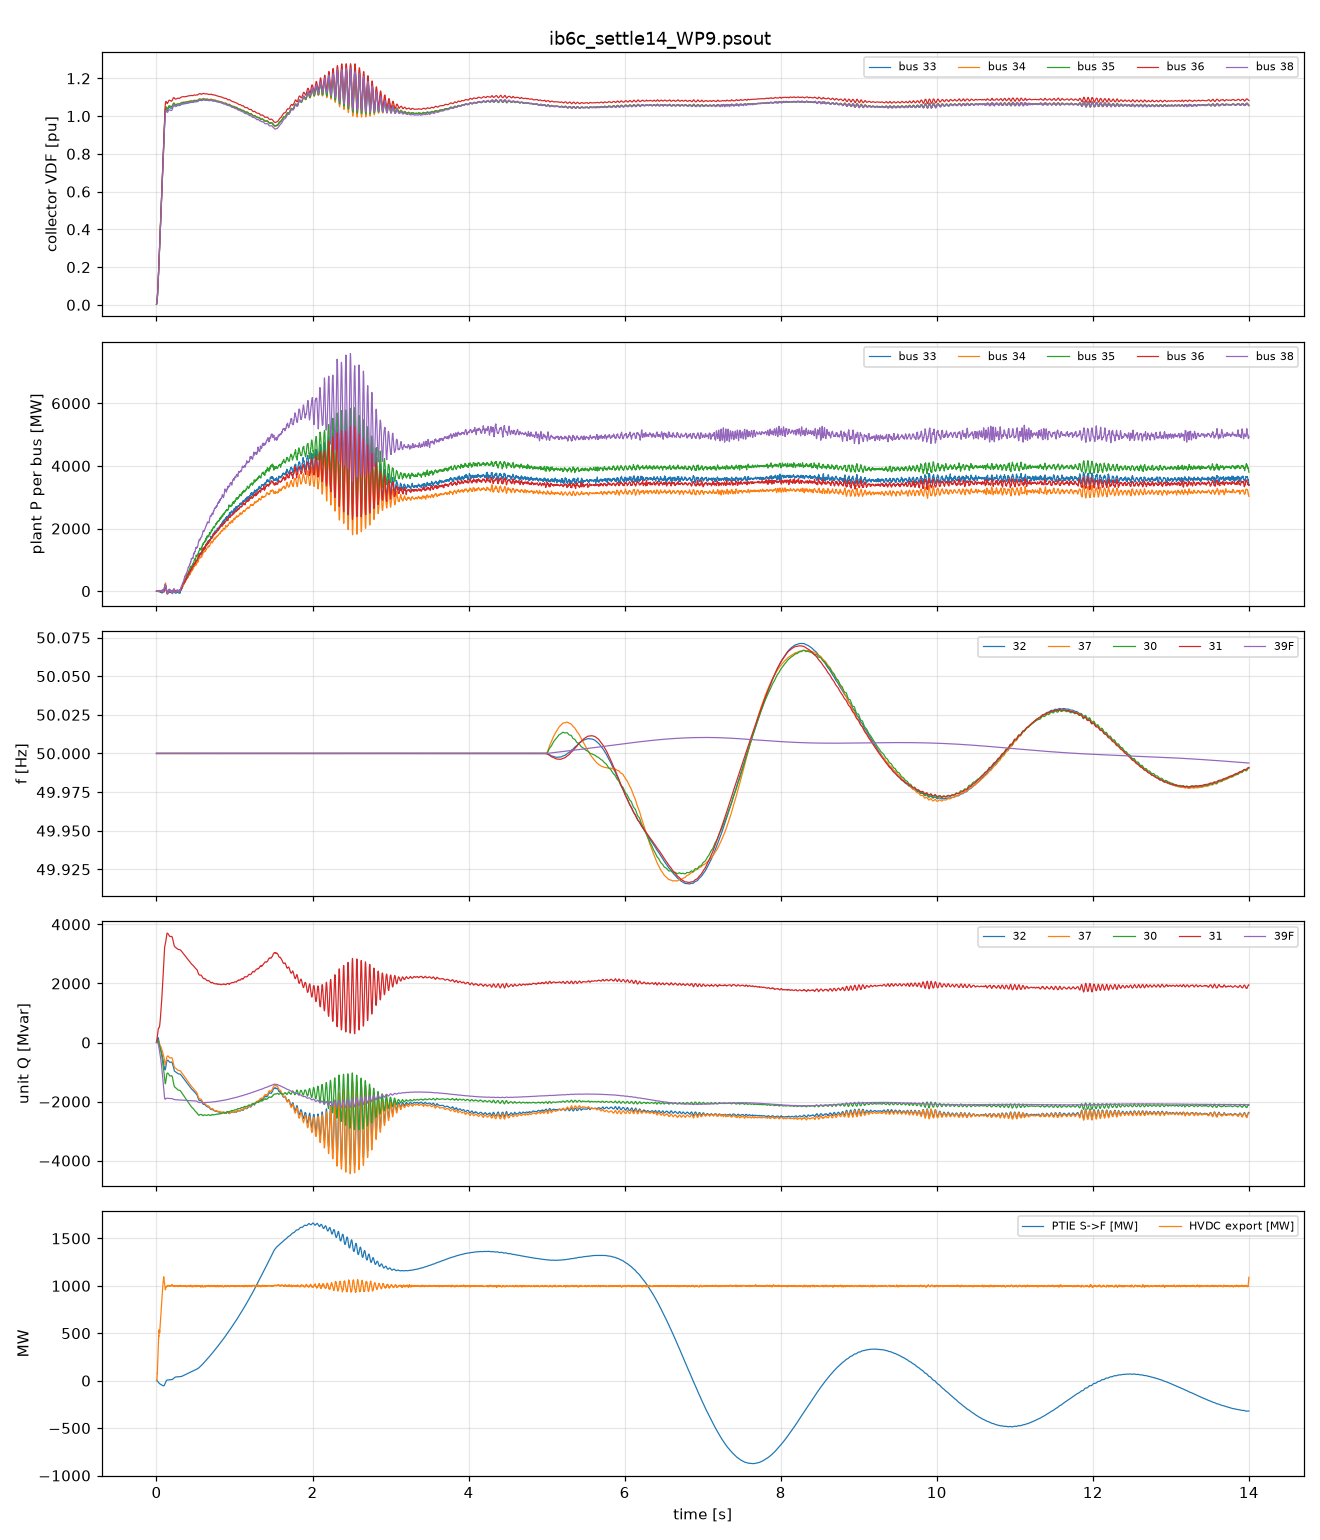 ib6c_settle14_WP9.psout
bus 33 bus 34 bus 35 bus 36 bus 38
collector VDF [pu]
1.2
1.0
0.8
0.6
0.4
0.2
0.0
bus 33 bus 34 bus 35 bus 36 bus 38
plant P per bus [MW]
6000
4000
2000
0
32 37 30 31 39F
f [Hz]
50.075
50.050
50.025
50.000
49.975
49.950
49.925
32 37 30 31 39F
unit Q [Mvar]
4000
2000
0
−2000
−4000
PTIE S->F [MW] HVDC export [MW]
MW
1500
1000
500
0
−500
−1000
0 2 4 6 8 10 12 14
time [s]